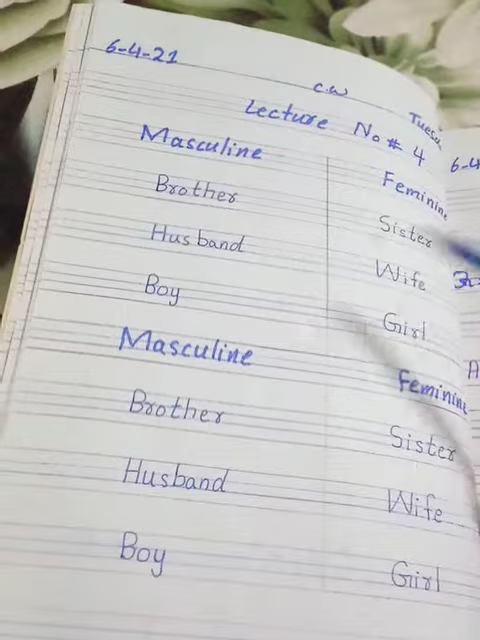 6-4-21
C.W
Lecture No # 4
Masculine Feminine
Brother Sister
Husband Wife
Boy Girl
Masculine Feminine
Brother Sister
Husband Wife
Boy Girl